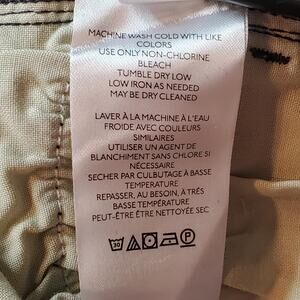 MACHINE WASH COLD WITH LIKE
COLORS
USE ONLY NON-CHLORINE
BLEACH
TUMBLE DRY LOW
LOW IRON AS NEEDED
MAY BE DRY CLEANED
LAVER À LA MACHINE À L'EAU
FROIDE AVEC COULEURS
SIMILAIRES
UTILISER UN AGENT DE
BLANCHIMENT SANS CHLORE SI
NÉCESSAIRE
SECHER PAR CULBUTAGE À BASSE
TEMPERATURE
REPASSER, AU BESOIN, À TRÉS
BASSE TEMPÉRATURE
PEUT-ÊTRE ÊTRE NETTOYÉE SEC
30 P